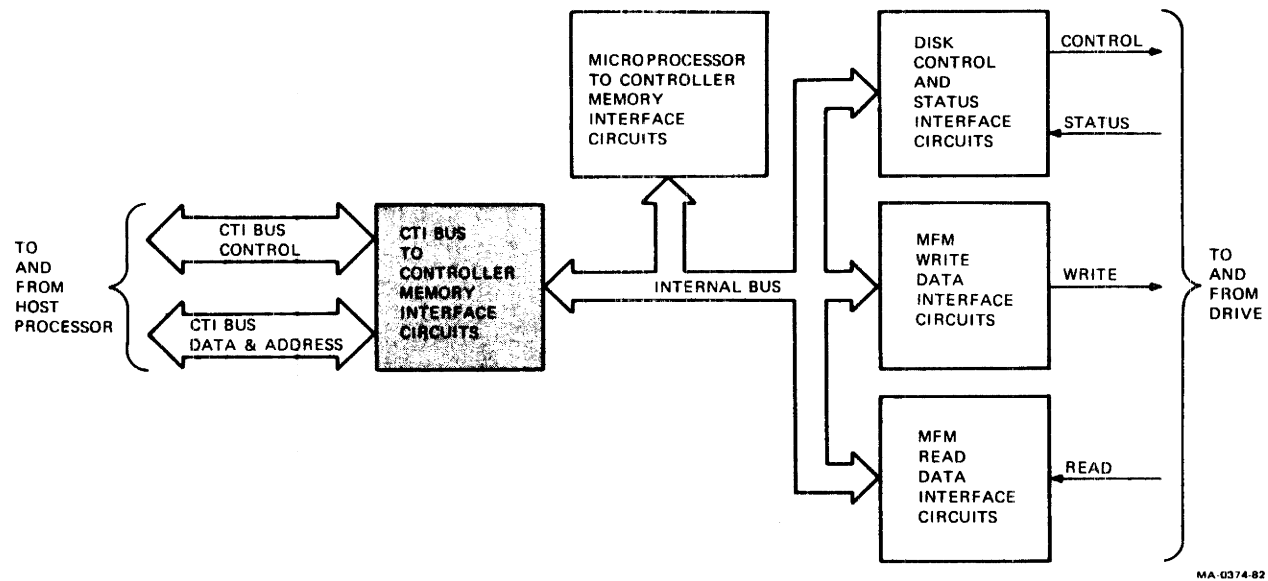 MICROPROCESSOR
TO CONTROLLER
MEMORY
INTERFACE
CIRCUITS
DISK
CONTROL
AND
STATUS
INTERFACE
CIRCUITS
CONTROL
STATUS
TO
AND
FROM
HOST
PROCESSOR
CTI BUS
CONTROL
CTI BUS
DATA & ADDRESS
CTI BUS
TO
CONTROLLER
MEMORY
INTERFACE
CIRCUITS
INTERNAL BUS
MFM
WRITE
DATA
INTERFACE
CIRCUITS
WRITE
TO
AND
FROM
DRIVE
MFM
READ
DATA
INTERFACE
CIRCUITS
READ
MA-0374-82